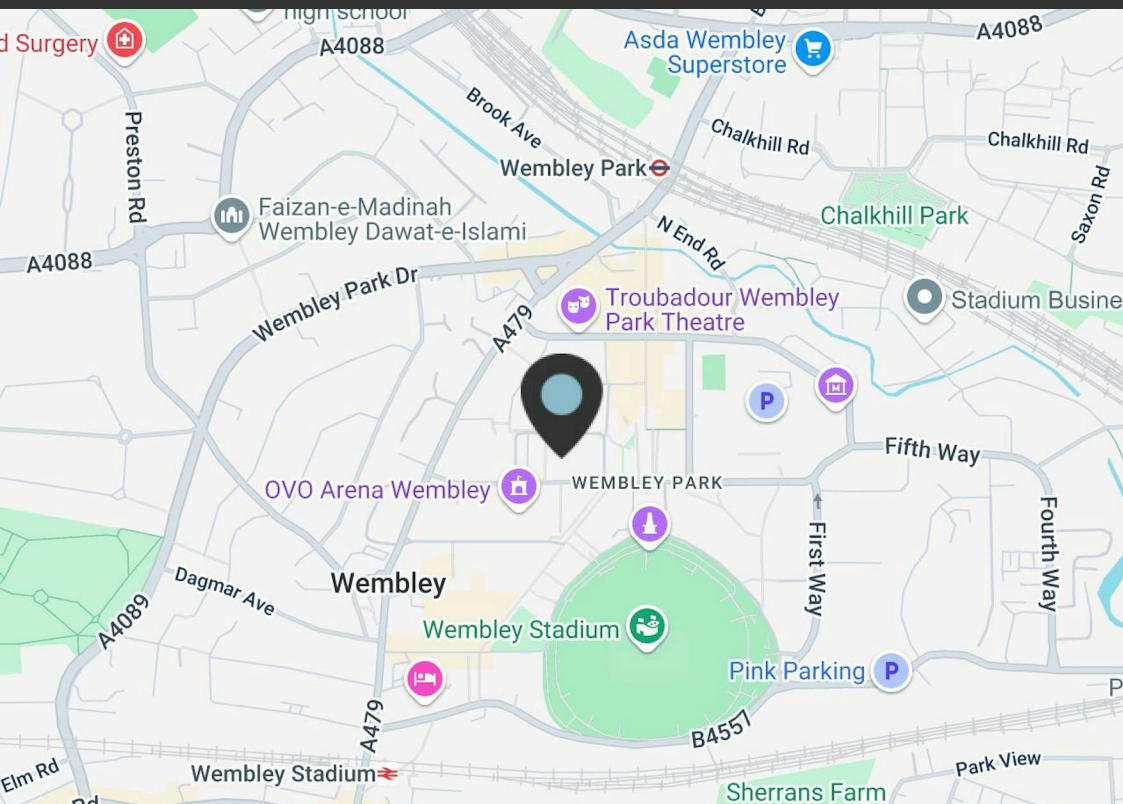 high school
d Surgery
A4088
Asda Wembley
Superstore
A4088
Brook Ave
Preston Rd
Chalkhill Rd
Chalkhill Rd
Wembley Park
Saxon Rd
Faizan-e-Madinah
Wembley Dawat-e-Islami
Chalkhill Park
N End Rd
A4088
Wembley Park Dr
Troubadour Wembley
Park Theatre
Stadium Busine
A479
P
Fifth Way
OVO Arena Wembley
WEMBLEY PARK
First Way
Fourth Way
Wembley
Dagmar Ave
A4089
Wembley Stadium
Pink Parking
P
P
A479
B4557
Wembley Stadium
Elm Rd
Park View
Sherrans Farm
Rd